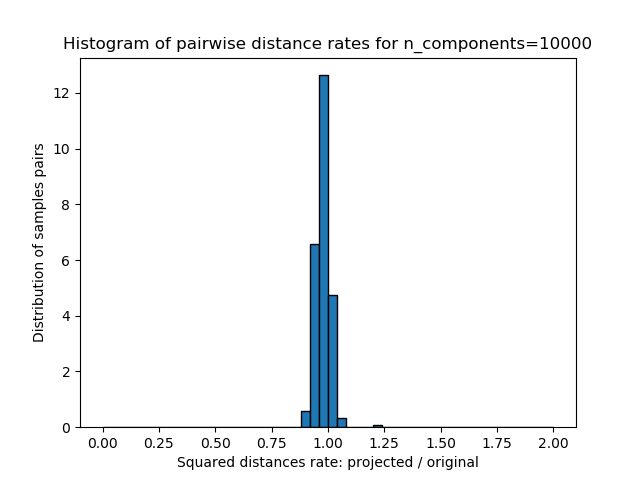 Histogram of pairwise distance rates for n_components=10000
12
10
8
6
4
2
0
Distribution of samples pairs
0.00 0.25 0.50 0.75 1.00 1.25 1.50 1.75 2.00
Squared distances rate: projected / original